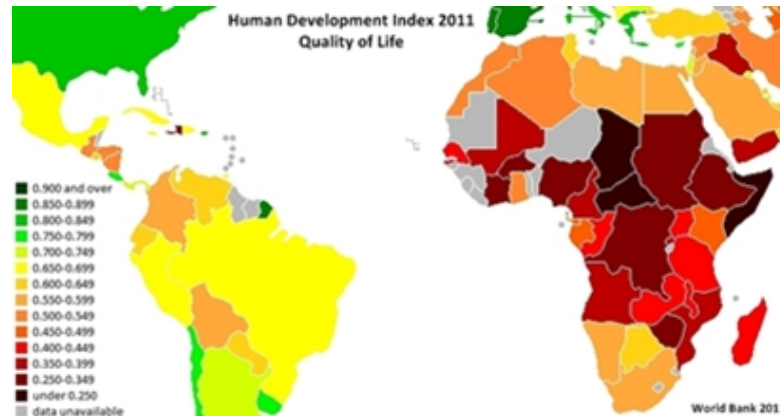 Human Development Index 2011
Quality of Life
0.900 and over
0.850-0.899
0.800-0.849
0.750-0.799
0.700-0.749
0.650-0.699
0.600-0.649
0.550-0.599
0.500-0.549
0.450-0.499
0.400-0.449
0.350-0.399
0.250-0.349
under 0.250
data unavailable
World Bank 201